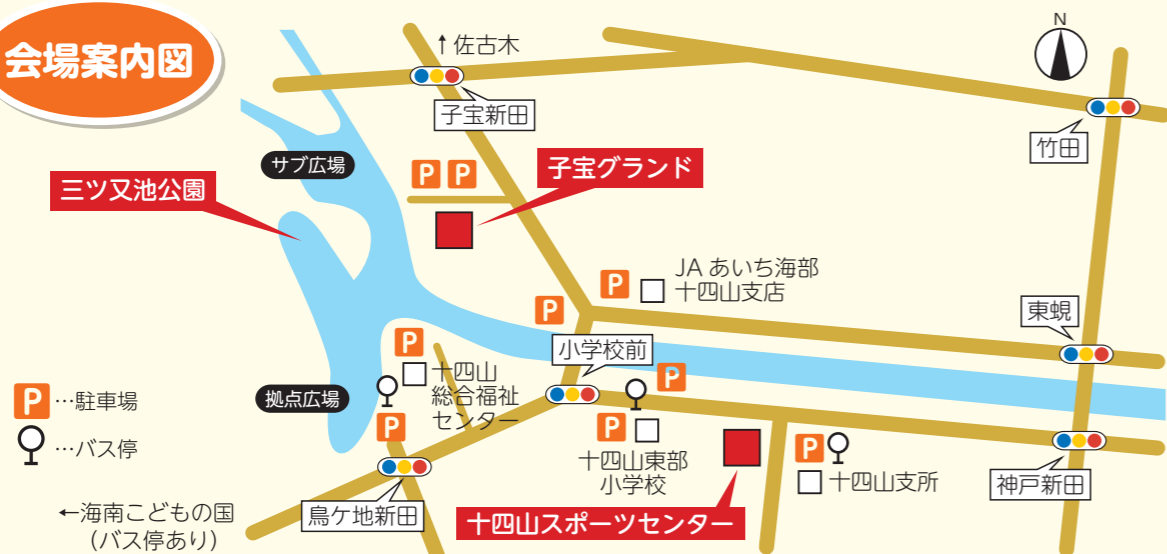 会場案内図
N
↑佐古木
子宝新田
竹田
サブ広場
三ツ又池公園
P P
子宝グランド
P
JA あいち海部
十四山支店
P
東蜆
小学校前
P
十四山
総合福祉
センター
P
拠点広場
P …駐車場
…バス停
P
P
十四山東部
小学校
P
十四山支所
神戸新田
鳥ケ地新田
十四山スポーツセンター
←海南こどもの国
(バス停あり)